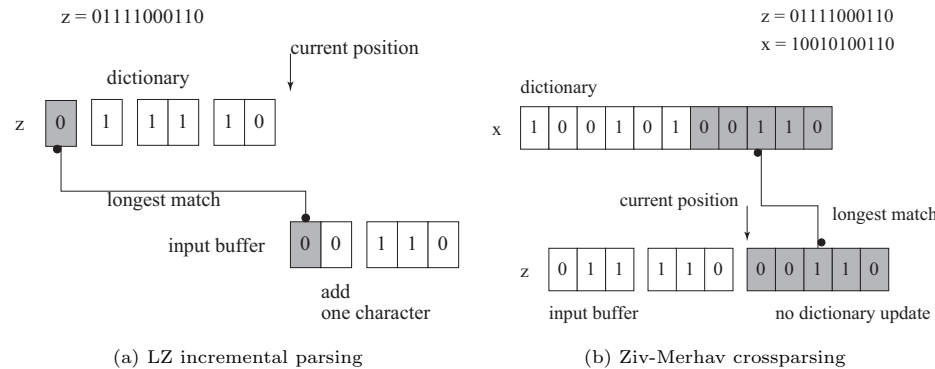 z = 01111000110
current position
dictionary
z 0 1 1 1 1 0
longest match
input buffer 0 0 1 1 0
add
one character
(a) LZ incremental parsing
z = 01111000110
x = 10010100110
dictionary
x 1 0 0 1 0 1 0 0 1 1 0
current position
longest match
z 0 1 1 1 1 0 0 0 1 1 0
input buffer no dictionary update
(b) Ziv-Merhav crossparsing